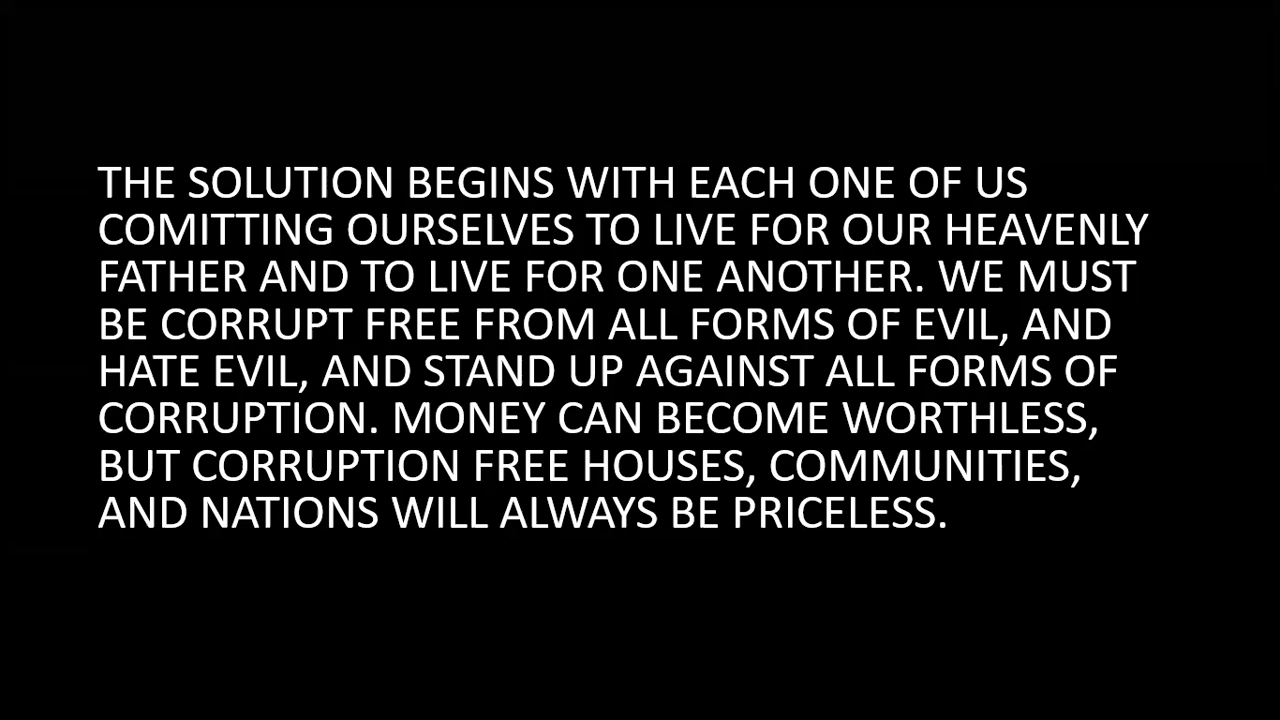 THE SOLUTION BEGINS WITH EACH ONE OF US
COMITTING OURSELVES TO LIVE FOR OUR HEAVENLY
FATHER AND TO LIVE FOR ONE ANOTHER. WE MUST
BE CORRUPT FREE FROM ALL FORMS OF EVIL, AND
HATE EVIL, AND STAND UP AGAINST ALL FORMS OF
CORRUPTION. MONEY CAN BECOME WORTHLESS,
BUT CORRUPTION FREE HOUSES, COMMUNITIES,
AND NATIONS WILL ALWAYS BE PRICELESS.